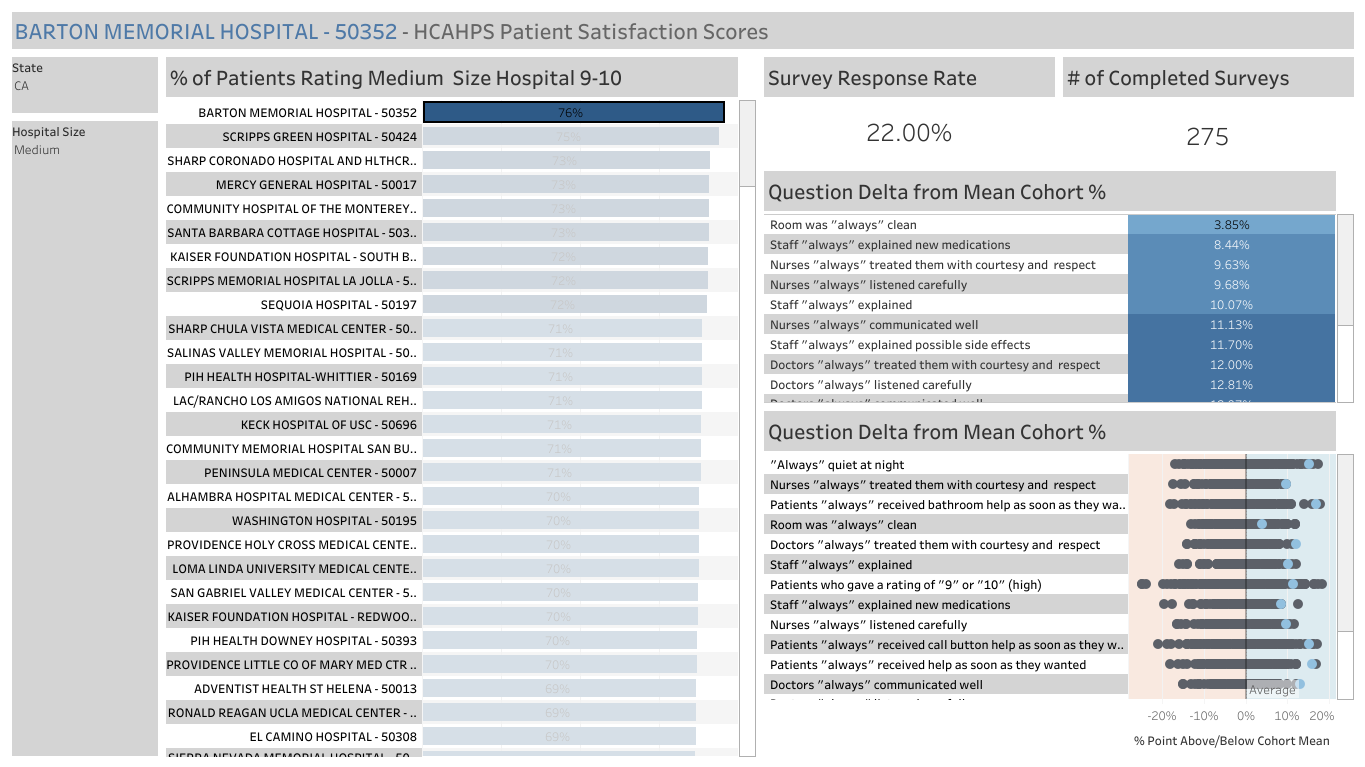 BARTON MEMORIAL HOSPITAL - 50352 - HCAHPS Patient Satisfaction Scores
State
CA
Hospital Size
Medium
% of Patients Rating Medium Size Hospital 9-10
BARTON MEMORIAL HOSPITAL - 50352 76%
SCRIPPS GREEN HOSPITAL - 50424 75%
SHARP CORONADO HOSPITAL AND HLTHCR.. 73%
MERCY GENERAL HOSPITAL - 50017 73%
COMMUNITY HOSPITAL OF THE MONTEREY.. 73%
SANTA BARBARA COTTAGE HOSPITAL - 503.. 73%
KAISER FOUNDATION HOSPITAL - SOUTH B.. 72%
SCRIPPS MEMORIAL HOSPITAL LA JOLLA - 5.. 72%
SEQUOIA HOSPITAL - 50197 72%
SHARP CHULA VISTA MEDICAL CENTER - 50.. 71%
SALINAS VALLEY MEMORIAL HOSPITAL - 50.. 71%
PIH HEALTH HOSPITAL-WHITTIER - 50169 71%
LAC/RANCHO LOS AMIGOS NATIONAL REH.. 71%
KECK HOSPITAL OF USC - 50696 71%
COMMUNITY MEMORIAL HOSPITAL SAN BU.. 71%
PENINSULA MEDICAL CENTER - 50007 71%
ALHAMBRA HOSPITAL MEDICAL CENTER - 5.. 70%
WASHINGTON HOSPITAL - 50195 70%
PROVIDENCE HOLY CROSS MEDICAL CENTE.. 70%
LOMA LINDA UNIVERSITY MEDICAL CENTE.. 70%
SAN GABRIEL VALLEY MEDICAL CENTER - 5.. 70%
KAISER FOUNDATION HOSPITAL - REDWOO.. 70%
PIH HEALTH DOWNEY HOSPITAL - 50393 70%
PROVIDENCE LITTLE CO OF MARY MED CTR .. 70%
ADVENTIST HEALTH ST HELENA - 50013 69%
RONALD REAGAN UCLA MEDICAL CENTER - .. 69%
EL CAMINO HOSPITAL - 50308 69%
SIERRA NEVADA MEMORIAL HOSPITAL - 50..
Survey Response Rate
22.00%
# of Completed Surveys
275
Question Delta from Mean Cohort %
Room was "always" clean 3.85%
Staff "always" explained new medications 8.44%
Nurses "always" treated them with courtesy and respect 9.63%
Nurses "always" listened carefully 9.68%
Staff "always" explained 10.07%
Nurses "always" communicated well 11.13%
Staff "always" explained possible side effects 11.70%
Doctors "always" treated them with courtesy and respect 12.00%
Doctors "always" listened carefully 12.81%
Doctors "always" communicated well
Question Delta from Mean Cohort %
"Always" quiet at night
Nurses "always" treated them with courtesy and respect
Patients "always" received bathroom help as soon as they wa..
Room was "always" clean
Doctors "always" treated them with courtesy and respect
Staff "always" explained
Patients who gave a rating of "9" or "10" (high)
Staff "always" explained new medications
Nurses "always" listened carefully
Patients "always" received call button help as soon as they w..
Patients "always" received help as soon as they wanted
Doctors "always" communicated well
Average
-20% -10% 0% 10% 20%
% Point Above/Below Cohort Mean